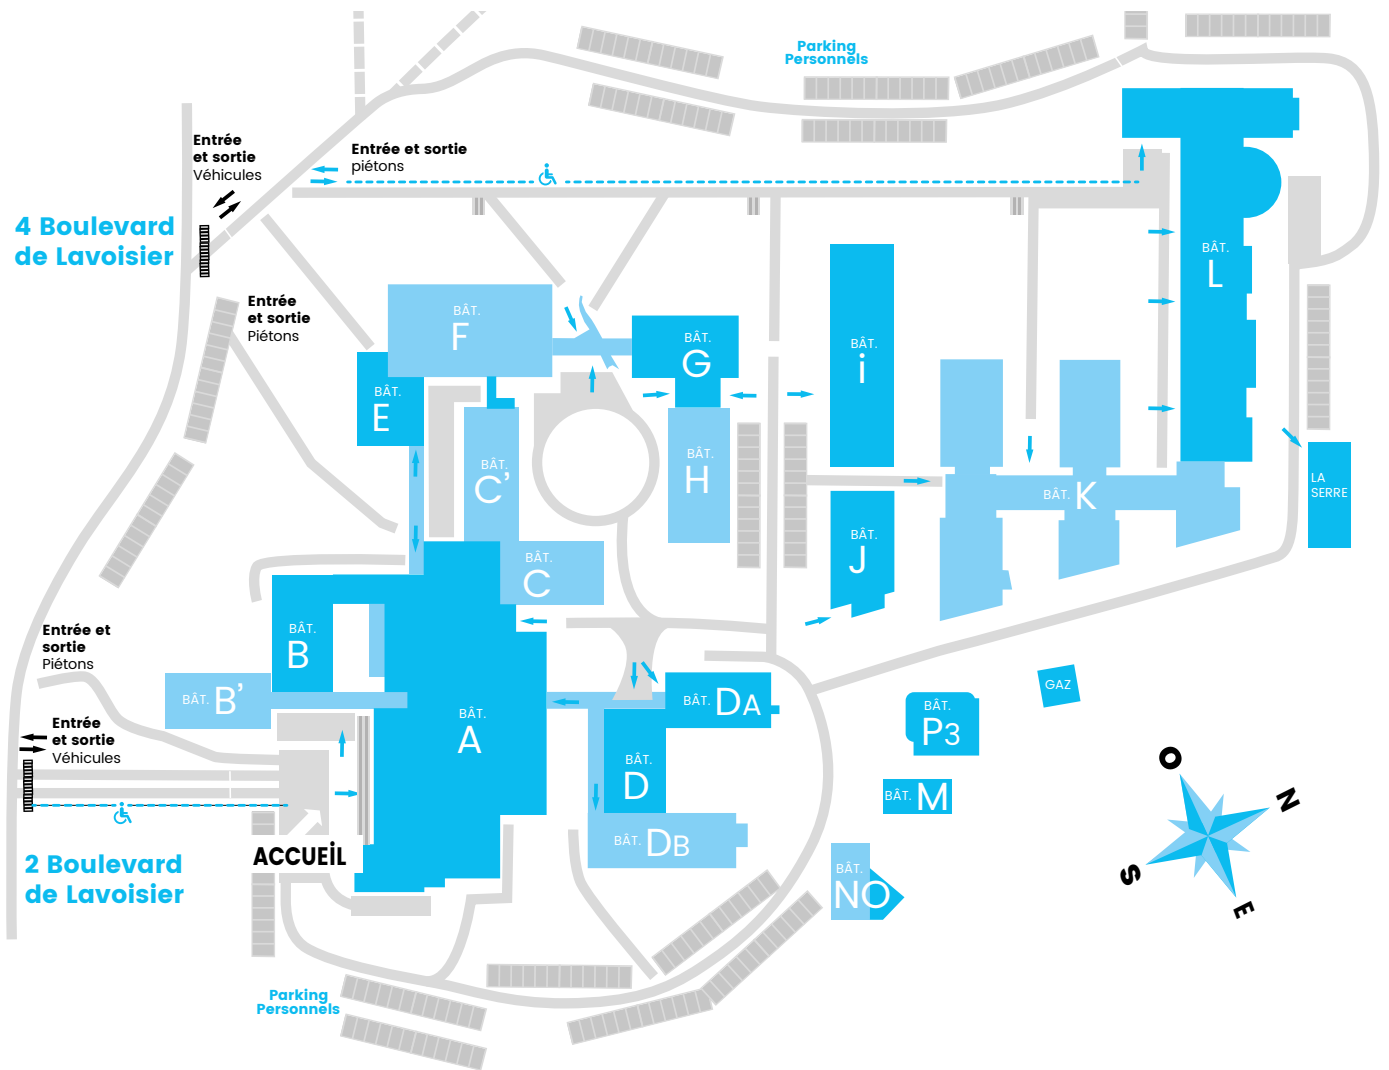 Parking
Personnels
Entrée
et sortie
Véhicules
Entrée et sortie
piétons
4 Boulevard
de Lavoisier
Entrée
et sortie
Piétons
BÂT.
F
BÂT.
E
BÂT.
G
BÂT.
i
BÂT.
L
BÂT.
C’
BÂT.
H
BÂT.
K
LA
SERRE
BÂT.
J
BÂT.
C
Entrée et
sortie
Piétons
BÂT.
B
BÂT. B’
BÂT.
A
BÂT. DA
BÂT.
D
BÂT. DB
GAZ
BÂT.
P3
BÂT. M
BÂT.
NO
Entrée
et sortie
Véhicules
ACCUEİL
2 Boulevard
de Lavoisier
Parking
Personnels
O
N
S
E